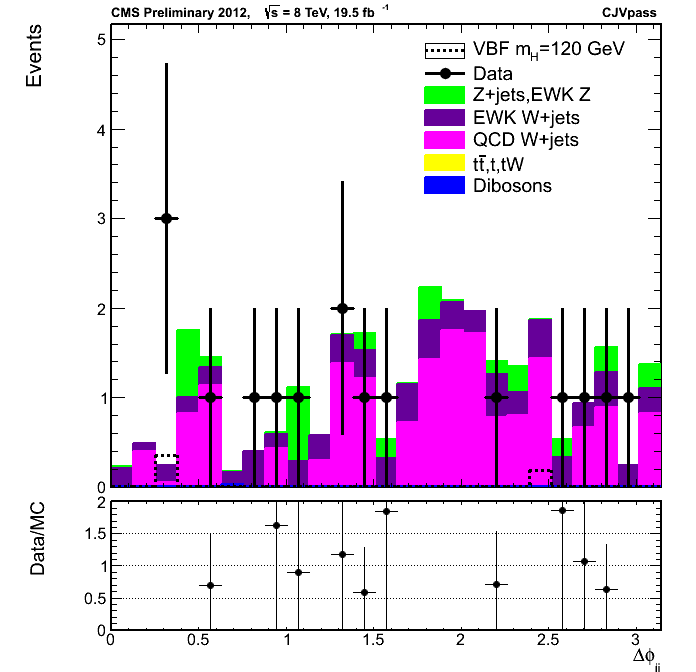 CMS Preliminary 2012, √s = 8 TeV, 19.5 fb⁻¹ CJVpass
Events
5
4
3
2
1
0
VBF m_H=120 GeV
Data
Z+jets,EWK Z
EWK W+jets
QCD W+jets
tt̄,t,tW
Dibosons
Data/MC
2
1.5
1
0.5
0
0 0.5 1 1.5 2 2.5 3
Δϕ_jj